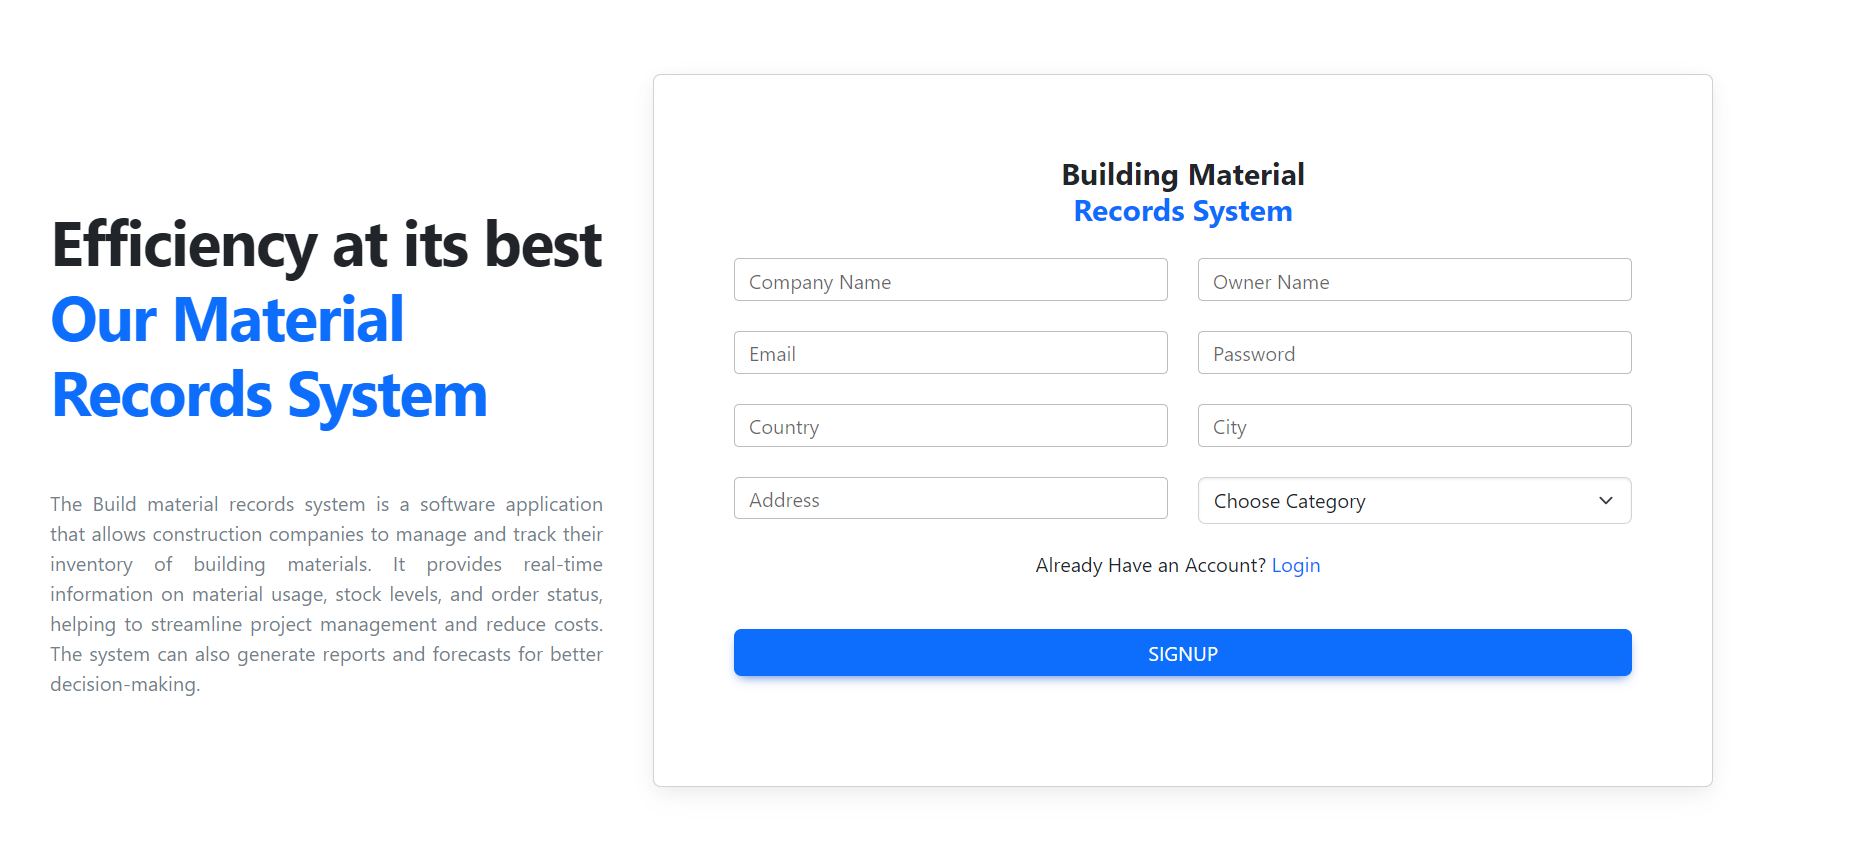 Efficiency at its best
Our Material
Records System
The Build material records system is a software application
that allows construction companies to manage and track their
inventory of building materials. It provides real-time
information on material usage, stock levels, and order status,
helping to streamline project management and reduce costs.
The system can also generate reports and forecasts for better
decision-making.
Building Material
Records System
Company Name
Owner Name
Email
Password
Country
City
Address
Choose Category
Already Have an Account? Login
SIGNUP